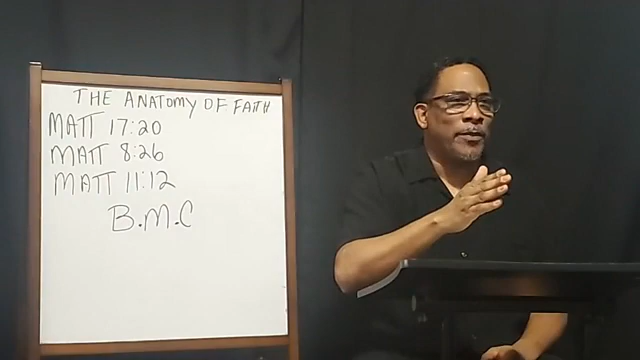 THE ANATOMY OF FAITH
MATT 17:20
MATT 8:26
MATT 11:12
B.M.C